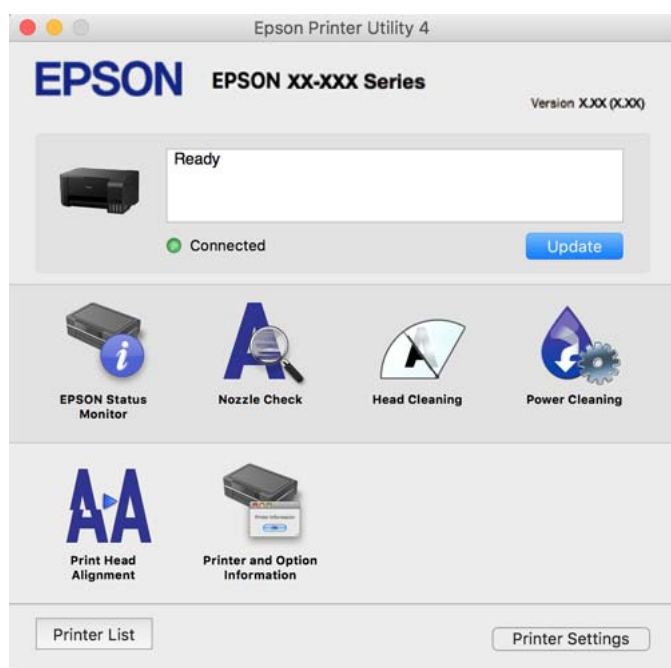 Epson Printer Utility 4
EPSON
EPSON XX-XXX Series
Version X.XX (X.XX)
Ready
Connected
Update
EPSON Status
Monitor
Nozzle Check
Head Cleaning
Power Cleaning
Print Head
Alignment
Printer and Option
Information
Printer List
Printer Settings